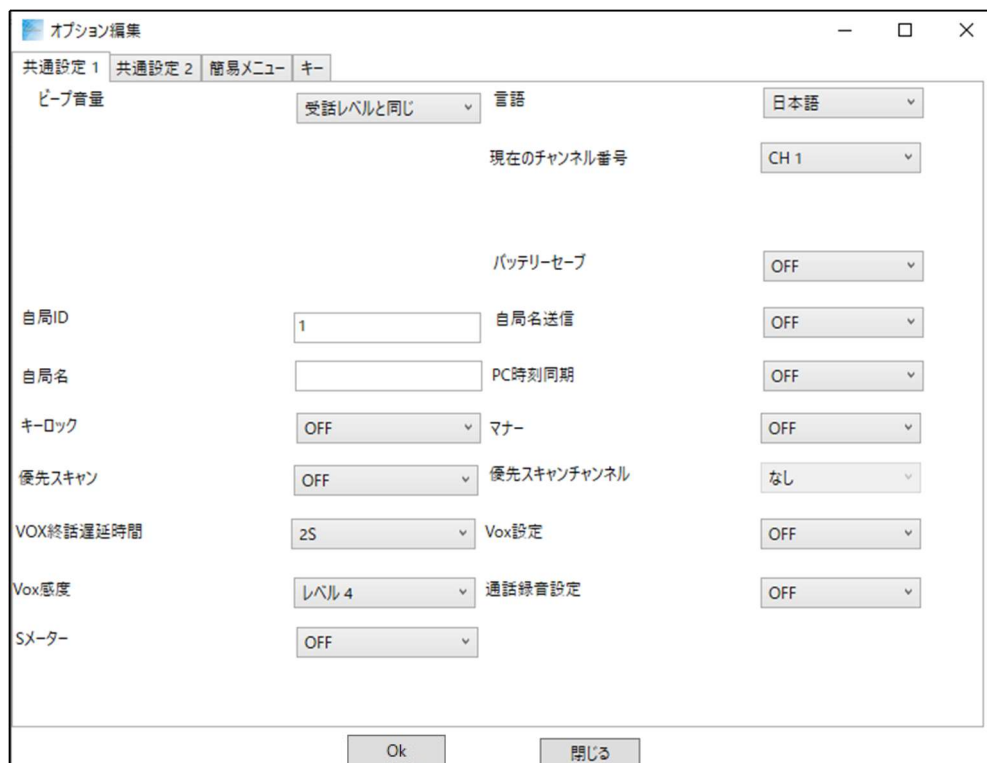 オプション編集
共通設定 1 共通設定 2 簡易メニュー キー
ビープ音量 受話レベルと同じ 言語 日本語
現在のチャンネル番号 CH 1
バッテリーセーブ OFF
自局ID 1 自局名送信 OFF
自局名 PC時刻同期 OFF
キーロック OFF マナー OFF
優先スキャン OFF 優先スキャンチャンネル なし
VOX終話遅延時間 2S Vox設定 OFF
Vox感度 レベル 4 通話録音設定 OFF
Sメーター OFF
Ok 閉じる